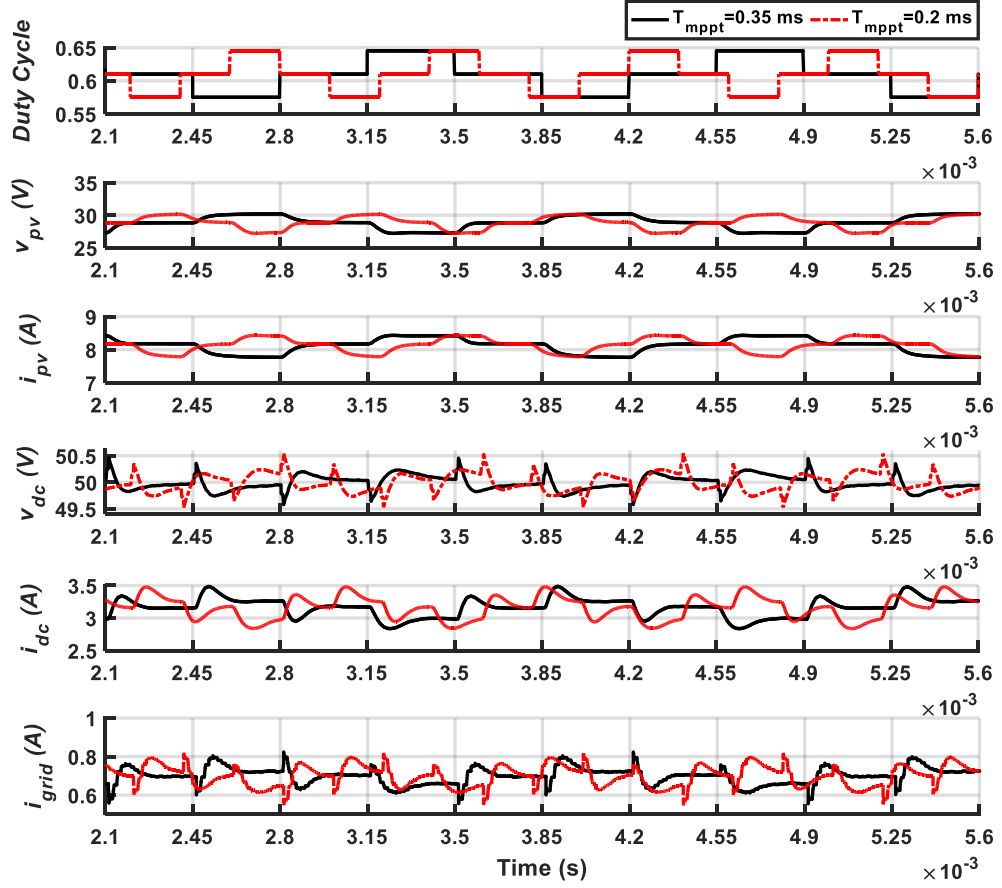 T_mppt=0.35 ms T_mppt=0.2 ms
Duty Cycle
0.65
0.6
0.55
2.1 2.45 2.8 3.15 3.5 3.85 4.2 4.55 4.9 5.25 5.6
×10^-3
v_pv (V)
35
30
25
2.1 2.45 2.8 3.15 3.5 3.85 4.2 4.55 4.9 5.25 5.6
×10^-3
i_pv (A)
9
8
7
2.1 2.45 2.8 3.15 3.5 3.85 4.2 4.55 4.9 5.25 5.6
×10^-3
v_dc (V)
50.5
50
49.5
2.1 2.45 2.8 3.15 3.5 3.85 4.2 4.55 4.9 5.25 5.6
×10^-3
i_dc (A)
3.5
3
2.5
2.1 2.45 2.8 3.15 3.5 3.85 4.2 4.55 4.9 5.25 5.6
×10^-3
i_grid (A)
1
0.8
0.6
2.1 2.45 2.8 3.15 3.5 3.85 4.2 4.55 4.9 5.25 5.6
Time (s)
×10^-3